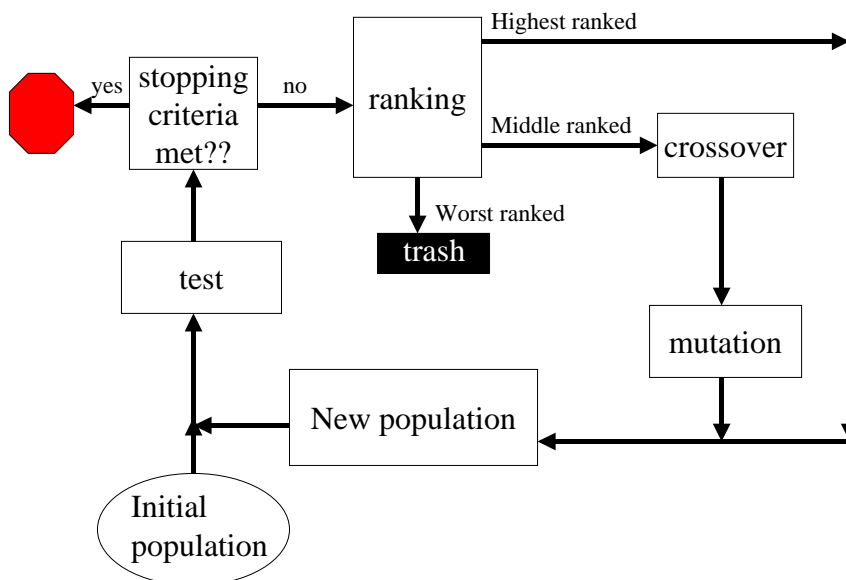 Highest ranked
yes
stopping
criteria
met??
no
ranking
Middle ranked
crossover
Worst ranked
trash
test
mutation
New population
Initial
population